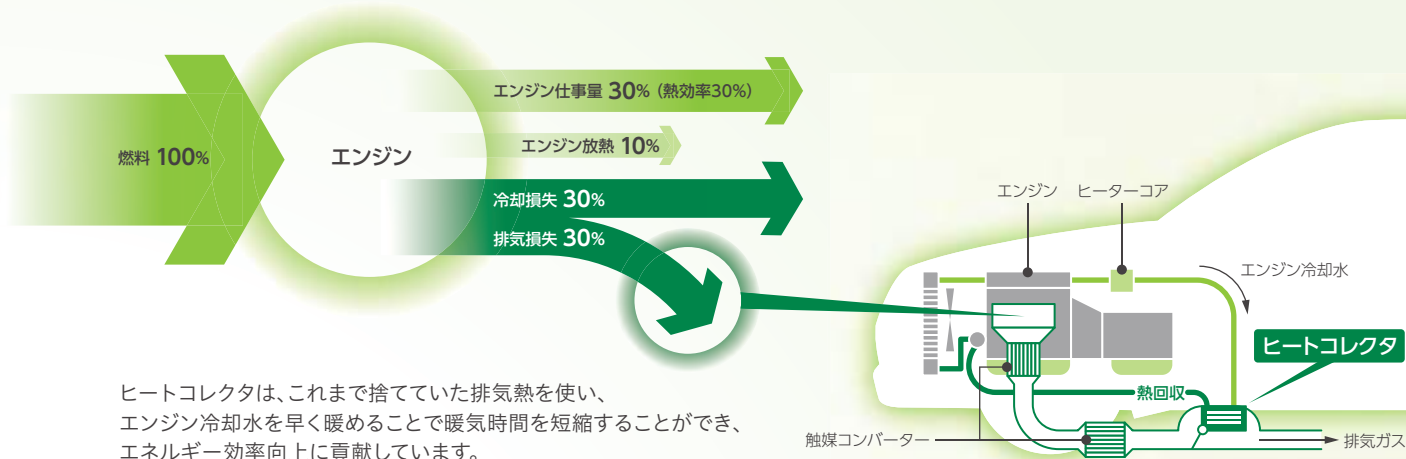 エンジン仕事量 30% (熱効率30%)
燃料 100%
エンジン
エンジン放熱 10%
冷却損失 30%
排気損失 30%
エンジン
ヒーターコア
エンジン冷却水
ヒートコレクタ
熱回収
触媒コンバーター
排気ガス
ヒートコレクタは、これまで捨てていた排気熱を使い、
エンジン冷却水を早く暖めることで暖気時間を短縮することができ、
エネルギー効率向上に貢献しています。